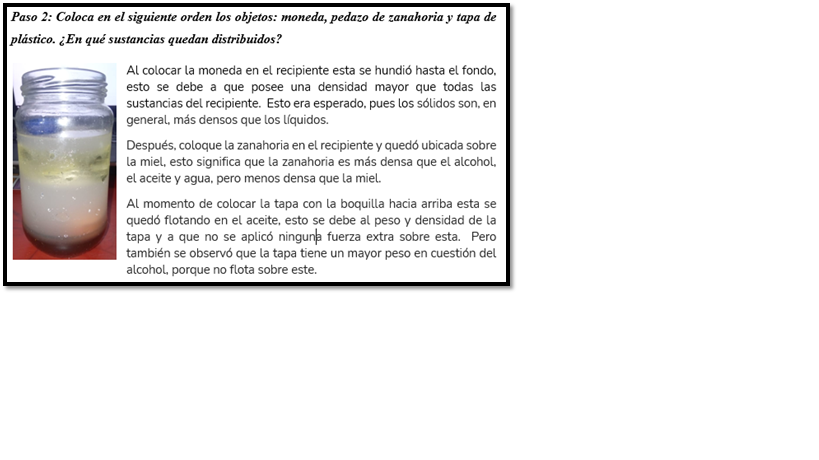 Paso 2: Coloca en el siguiente orden los objetos: moneda, pedazo de zanahoria y tapa de
plástico. ¿En qué sustancias quedan distribuidos?
Al colocar la moneda en el recipiente esta se hundió hasta el fondo,
esto se debe a que posee una densidad mayor que todas las
sustancias del recipiente. Esto era esperado, pues los sólidos son, en
general, más densos que los líquidos.
Después, coloque la zanahoria en el recipiente y quedó ubicada sobre
la miel, esto significa que la zanahoria es más densa que el alcohol,
el aceite y agua, pero menos densa que la miel.
Al momento de colocar la tapa con la boquilla hacia arriba esta se
quedó flotando en el aceite, esto se debe al peso y densidad de la
tapa y a que no se aplicó ninguna fuerza extra sobre esta. Pero
también se observó que la tapa tiene un mayor peso en cuestión del
alcohol, porque no flota sobre este.